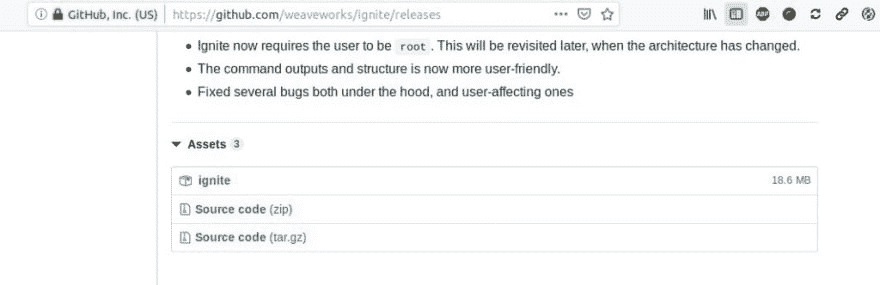 GitHub, Inc. (US) https://github.com/weaveworks/ignite/releases
Ignite now requires the user to be root . This will be revisited later, when the architecture has changed.
The command outputs and structure is now more user-friendly.
Fixed several bugs both under the hood, and user-affecting ones
Assets 3
ignite 18.6 MB
Source code (zip)
Source code (tar.gz)